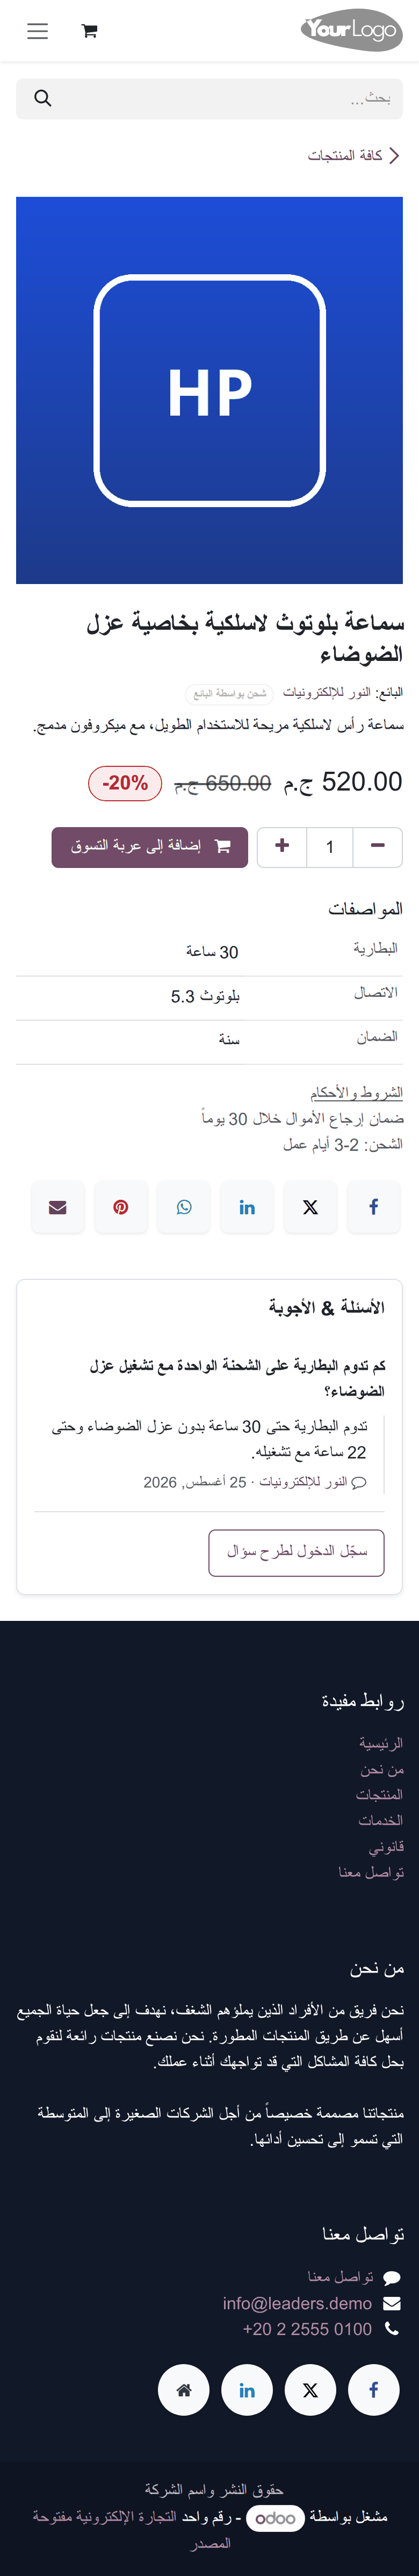 YourLogo
بحث...
كافة المنتجات
HP
سماعة بلوتوث لاسلكية بخاصية عزل
الضوضاء
البائع: النور للإلكترونيات شحن بواسطة البائع
سماعة رأس لاسلكية مريحة للاستخدام الطويل، مع ميكروفون مدمج.
520.00 ج.م 650.00 ج.م -20%
1
إضافة إلى عربة التسوق
المواصفات
البطارية 30 ساعة
الاتصال بلوتوث 5.3
الضمان سنة
الشروط والأحكام
ضمان إرجاع الأموال خلال 30 يوماً
الشحن: 2-3 أيام عمل
الأسئلة & الأجوبة
كم تدوم البطارية على الشحنة الواحدة مع تشغيل عزل
الضوضاء؟
تدوم البطارية حتى 30 ساعة بدون عزل الضوضاء وحتى
22 ساعة مع تشغيله.
النور للإلكترونيات · 25 أغسطس, 2026
سجّل الدخول لطرح سؤال
روابط مفيدة
الرئيسية
من نحن
المنتجات
الخدمات
قانوني
تواصل معنا
من نحن
نحن فريق من الأفراد الذين يملؤهم الشغف، نهدف إلى جعل حياة الجميع
أسهل عن طريق المنتجات المطورة. نحن نصنع منتجات رائعة لنقوم
بحل كافة المشاكل التي قد تواجهك أثناء عملك.
منتجاتنا مصممة خصيصاً من أجل الشركات الصغيرة إلى المتوسطة
التي تسمو إلى تحسين أدائها.
تواصل معنا
تواصل معنا
info@leaders.demo
+20 2 2555 0100
حقوق النشر واسم الشركة
مشغل بواسطة odoo - رقم واحد التجارة الإلكترونية مفتوحة
المصدر